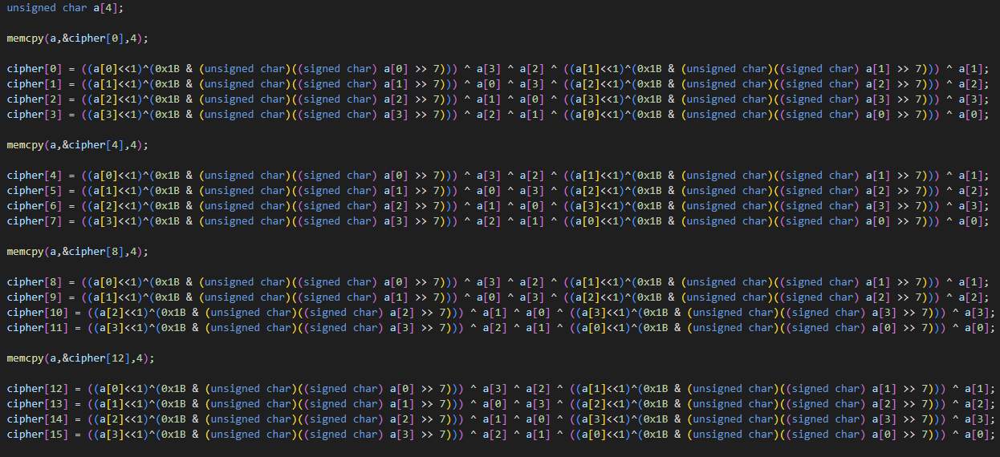 unsigned char a[4];
memcpy(a,&cipher[0],4);
cipher[0] = ((a[0]<<1)^(0x1B & (unsigned char)((signed char) a[0] >> 7))) ^ a[3] ^ a[2] ^ ((a[1]<<1)^(0x1B & (unsigned char)((signed char) a[1] >> 7))) ^ a[1];
cipher[1] = ((a[1]<<1)^(0x1B & (unsigned char)((signed char) a[1] >> 7))) ^ a[0] ^ a[3] ^ ((a[2]<<1)^(0x1B & (unsigned char)((signed char) a[2] >> 7))) ^ a[2];
cipher[2] = ((a[2]<<1)^(0x1B & (unsigned char)((signed char) a[2] >> 7))) ^ a[1] ^ a[0] ^ ((a[3]<<1)^(0x1B & (unsigned char)((signed char) a[3] >> 7))) ^ a[3];
cipher[3] = ((a[3]<<1)^(0x1B & (unsigned char)((signed char) a[3] >> 7))) ^ a[2] ^ a[1] ^ ((a[0]<<1)^(0x1B & (unsigned char)((signed char) a[0] >> 7))) ^ a[0];
memcpy(a,&cipher[4],4);
cipher[4] = ((a[0]<<1)^(0x1B & (unsigned char)((signed char) a[0] >> 7))) ^ a[3] ^ a[2] ^ ((a[1]<<1)^(0x1B & (unsigned char)((signed char) a[1] >> 7))) ^ a[1];
cipher[5] = ((a[1]<<1)^(0x1B & (unsigned char)((signed char) a[1] >> 7))) ^ a[0] ^ a[3] ^ ((a[2]<<1)^(0x1B & (unsigned char)((signed char) a[2] >> 7))) ^ a[2];
cipher[6] = ((a[2]<<1)^(0x1B & (unsigned char)((signed char) a[2] >> 7))) ^ a[1] ^ a[0] ^ ((a[3]<<1)^(0x1B & (unsigned char)((signed char) a[3] >> 7))) ^ a[3];
cipher[7] = ((a[3]<<1)^(0x1B & (unsigned char)((signed char) a[3] >> 7))) ^ a[2] ^ a[1] ^ ((a[0]<<1)^(0x1B & (unsigned char)((signed char) a[0] >> 7))) ^ a[0];
memcpy(a,&cipher[8],4);
cipher[8] = ((a[0]<<1)^(0x1B & (unsigned char)((signed char) a[0] >> 7))) ^ a[3] ^ a[2] ^ ((a[1]<<1)^(0x1B & (unsigned char)((signed char) a[1] >> 7))) ^ a[1];
cipher[9] = ((a[1]<<1)^(0x1B & (unsigned char)((signed char) a[1] >> 7))) ^ a[0] ^ a[3] ^ ((a[2]<<1)^(0x1B & (unsigned char)((signed char) a[2] >> 7))) ^ a[2];
cipher[10] = ((a[2]<<1)^(0x1B & (unsigned char)((signed char) a[2] >> 7))) ^ a[1] ^ a[0] ^ ((a[3]<<1)^(0x1B & (unsigned char)((signed char) a[3] >> 7))) ^ a[3];
cipher[11] = ((a[3]<<1)^(0x1B & (unsigned char)((signed char) a[3] >> 7))) ^ a[2] ^ a[1] ^ ((a[0]<<1)^(0x1B & (unsigned char)((signed char) a[0] >> 7))) ^ a[0];
memcpy(a,&cipher[12],4);
cipher[12] = ((a[0]<<1)^(0x1B & (unsigned char)((signed char) a[0] >> 7))) ^ a[3] ^ a[2] ^ ((a[1]<<1)^(0x1B & (unsigned char)((signed char) a[1] >> 7))) ^ a[1];
cipher[13] = ((a[1]<<1)^(0x1B & (unsigned char)((signed char) a[1] >> 7))) ^ a[0] ^ a[3] ^ ((a[2]<<1)^(0x1B & (unsigned char)((signed char) a[2] >> 7))) ^ a[2];
cipher[14] = ((a[2]<<1)^(0x1B & (unsigned char)((signed char) a[2] >> 7))) ^ a[1] ^ a[0] ^ ((a[3]<<1)^(0x1B & (unsigned char)((signed char) a[3] >> 7))) ^ a[3];
cipher[15] = ((a[3]<<1)^(0x1B & (unsigned char)((signed char) a[3] >> 7))) ^ a[2] ^ a[1] ^ ((a[0]<<1)^(0x1B & (unsigned char)((signed char) a[0] >> 7))) ^ a[0];